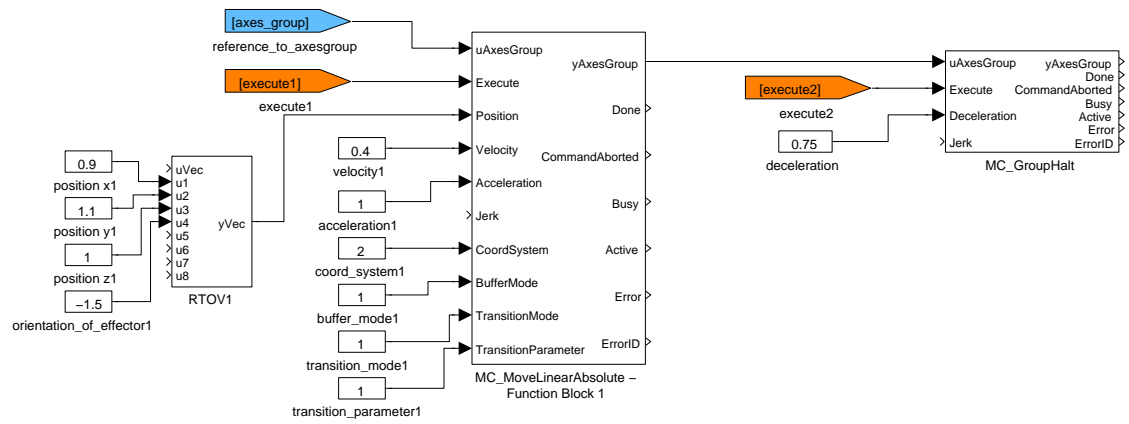 [axes_group]
reference_to_axesgroup
[execute1]
execute1
0.9
position x1
1.1
position y1
1
position z1
−1.5
orientation_of_effector1
uVec
u1
u2
u3
u4
u5
u6
u7
u8
yVec
RTOV1
0.4
velocity1
1
acceleration1
2
coord_system1
1
buffer_mode1
1
transition_mode1
1
transition_parameter1
uAxesGroup
Execute
Position
Velocity
Acceleration
Jerk
CoordSystem
BufferMode
TransitionMode
TransitionParameter
yAxesGroup
Done
CommandAborted
Busy
Active
Error
ErrorID
MC_MoveLinearAbsolute −
Function Block 1
[execute2]
execute2
0.75
deceleration
uAxesGroup
Execute
Deceleration
Jerk
yAxesGroup
Done
CommandAborted
Busy
Active
Error
ErrorID
MC_GroupHalt